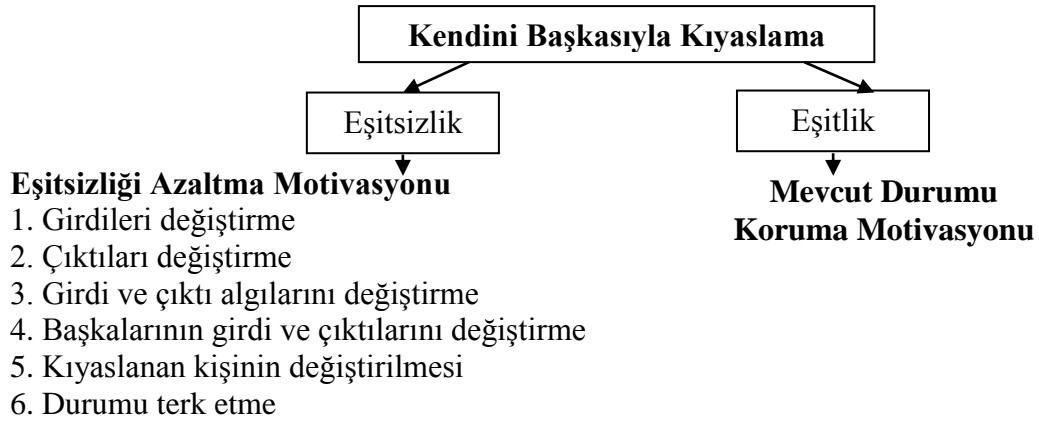 Kendini Başkasıyla Kıyaslama
Eşitsizlik
Eşitlik
Eşitsizliği Azaltma Motivasyonu
1. Girdileri değiştirme
2. Çıktıları değiştirme
3. Girdi ve çıktı algılarını değiştirme
4. Başkalarının girdi ve çıktılarını değiştirme
5. Kıyaslanan kişinin değiştirilmesi
6. Durumu terk etme
Mevcut Durumu
Koruma Motivasyonu